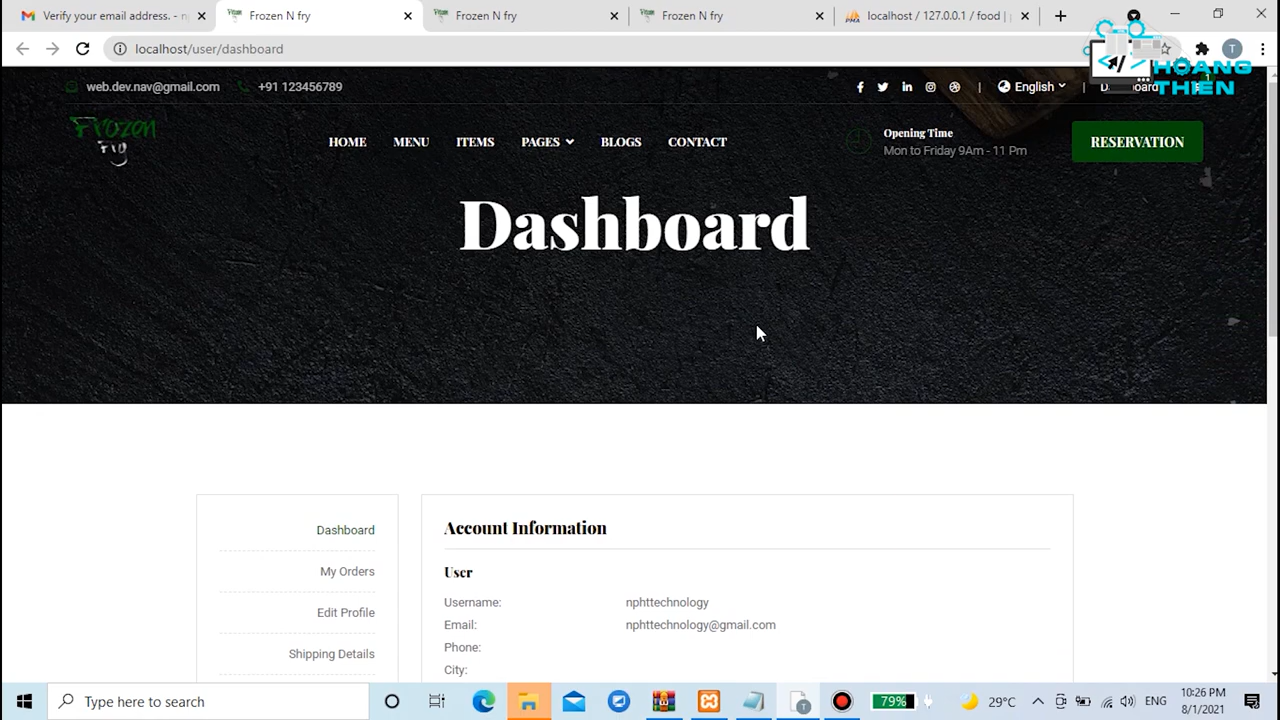 Verify your email address. - n
Frozen N fry
Frozen N fry
Frozen N fry
localhost / 127.0.0.1 / food | p
localhost/user/dashboard
HOANG
THIEN
web.dev.nav@gmail.com
+91 123456789
English
Frozen
HOME
MENU
ITEMS
PAGES
BLOGS
CONTACT
Opening Time
Mon to Friday 9Am - 11 Pm
RESERVATION
Dashboard
Dashboard
My Orders
Edit Profile
Shipping Details
Account Information
User
Username:
nphttechnology
Email:
nphttechnology@gmail.com
Phone:
City:
Type here to search
79%
29°C
ENG
10:26 PM
8/1/2021